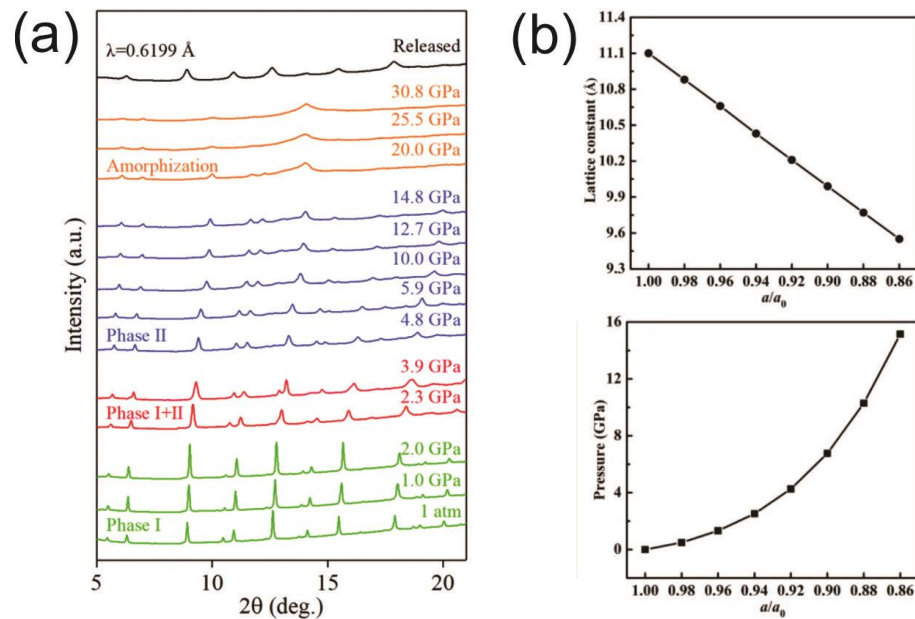 (a)
λ=0.6199 Å
Released
30.8 GPa
25.5 GPa
20.0 GPa
Amorphization
14.8 GPa
12.7 GPa
10.0 GPa
5.9 GPa
4.8 GPa
Phase II
3.9 GPa
2.3 GPa
Phase I+II
2.0 GPa
1.0 GPa
1 atm
Phase I
Intensity (a.u.)
5 10 15 20
2θ (deg.)
(b)
11.4
11.1
10.8
10.5
10.2
9.9
9.6
9.3
Lattice constant (Å)
1.00 0.98 0.96 0.94 0.92 0.90 0.88 0.86
a/a0
16
12
8
4
0
Pressure (GPa)
1.00 0.98 0.96 0.94 0.92 0.90 0.88 0.86
a/a0